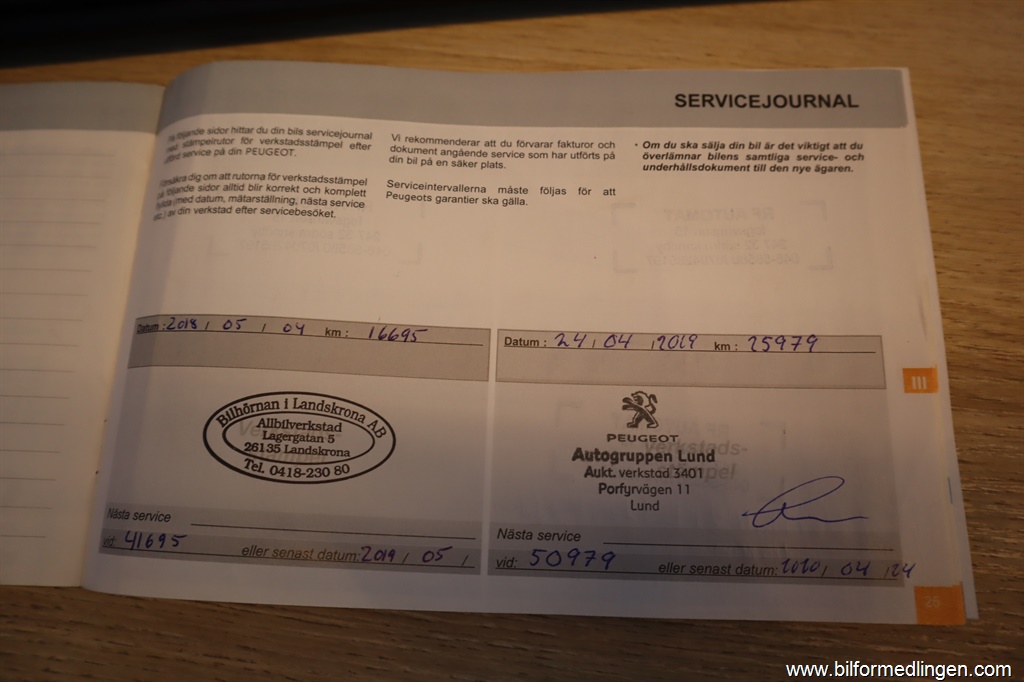 SERVICEJOURNAL
följande sidor hittar du din bils servicejournal
med stämpelrutor för verkstadsstämpel efter
utförd service på din PEUGEOT.
Försäkra dig om att rutorna för verkstadsstämpel
på följande sidor alltid blir korrekt och komplett
ifyllda (med datum, mätarställning, nästa service
etc.) av din verkstad efter servicebesöket.
Vi rekommenderar att du förvarar fakturor och
dokument angående service som har utförts på
din bil på en säker plats.
Serviceintervallerna måste följas för att
Peugeots garantier ska gälla.
• Om du ska sälja din bil är det viktigt att du
överlämnar bilens samtliga service- och
underhållsdokument till den nye ägaren.
Datum : 2018 / 05 / 04 km : 16695
Bilhörnan i Landskrona AB
Allbilverkstad
Lagergatan 5
26135 Landskrona
Tel. 0418-230 80
Nästa service
vid: 41695 eller senast datum: 2019 / 05 /
Datum : 24 / 04 / 2019 km : 25979
PEUGEOT
verkstads-
stämpel
Autogruppen Lund
Aukt. verkstad 3401
Porfyrvägen 11
Lund
Nästa service
vid: 50979 eller senast datum: 2020 / 04 / 24
III
25
www.bilformedlingen.com